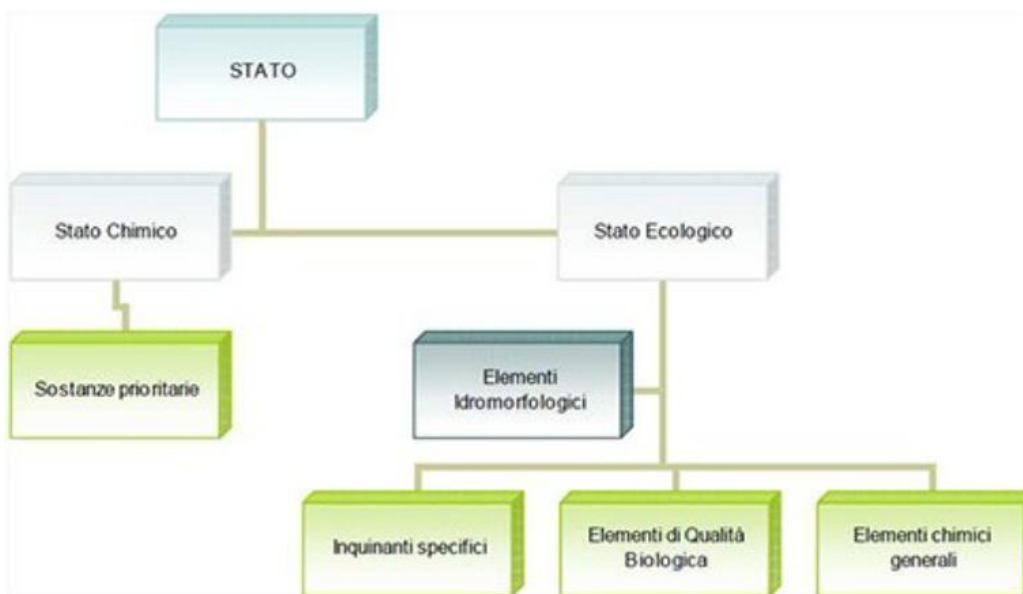 STATO
Stato Chimico
Stato Ecologico
Sostanze prioritarie
Elementi
Idromorfologici
Inquinanti specifici
Elementi di Qualità
Biologica
Elementi chimici
generali